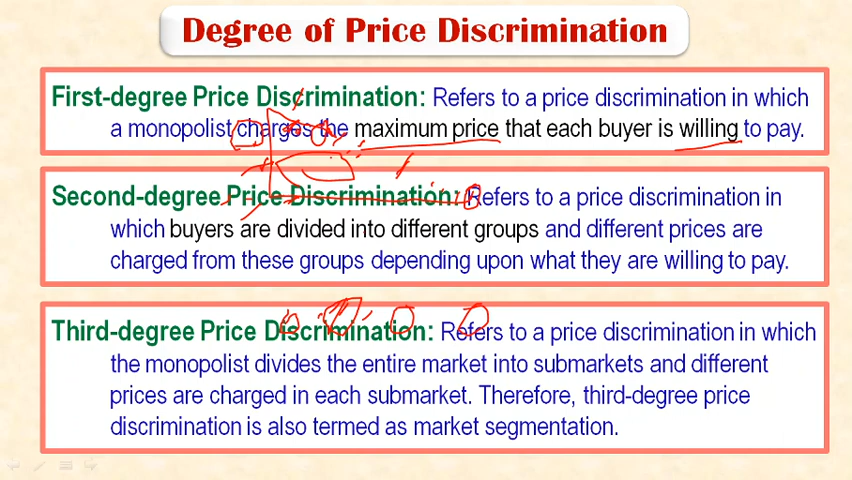 Degree of Price Discrimination
First-degree Price Discrimination: Refers to a price discrimination in which
a monopolist charges the maximum price that each buyer is willing to pay.
Second-degree Price Discrimination: Refers to a price discrimination in
which buyers are divided into different groups and different prices are
charged from these groups depending upon what they are willing to pay.
Third-degree Price Discrimination: Refers to a price discrimination in which
the monopolist divides the entire market into submarkets and different
prices are charged in each submarket. Therefore, third-degree price
discrimination is also termed as market segmentation.